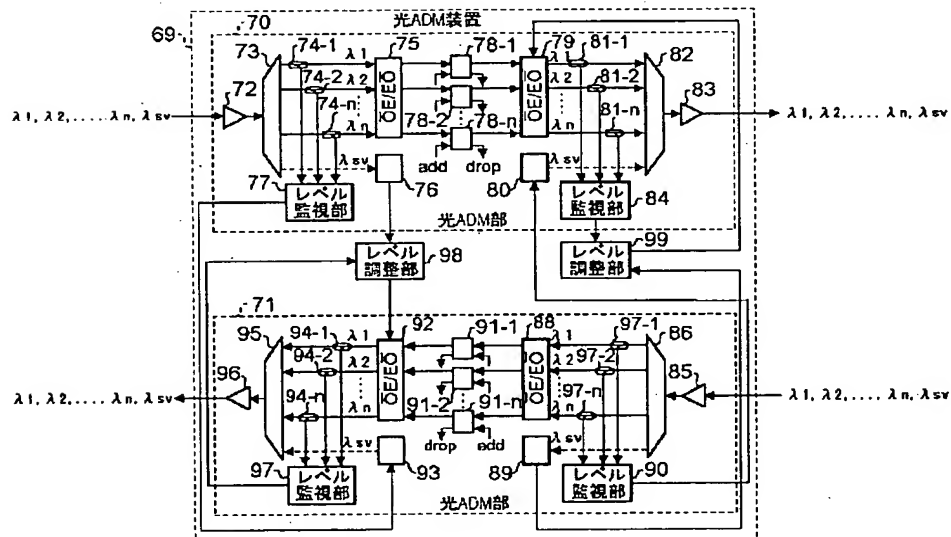 光ADM装置
69
70
73
74-1
λ1
75
78-1
79
λ1
81-1
82
72
74-2
λ2
λ2
81-2
83
74-n
OE/EO
OE/EO
81-n
λ1, λ2, .... λn, λsv
λ1, λ2, .... λn, λsv
λn
78-2
78-n
λn
add
drop
λsv
λsv
77
レベル
監視部
76
80
レベル
監視部
84
光ADM部
光ADM部
レベル
調整部
98
レベル
調整部
99
71
95
94-1
λ1
92
91-1
88
λ1
97-1
86
96
94-2
λ2
λ2
97-2
85
94-n
OE/EO
OE/EO
97-n
λ1, λ2, .... λn, λsv
λ1, λ2, .... λn, λsv
λn
91-2
91-n
λn
drop
add
λsv
λsv
97
レベル
監視部
93
89
レベル
監視部
90
光ADM部